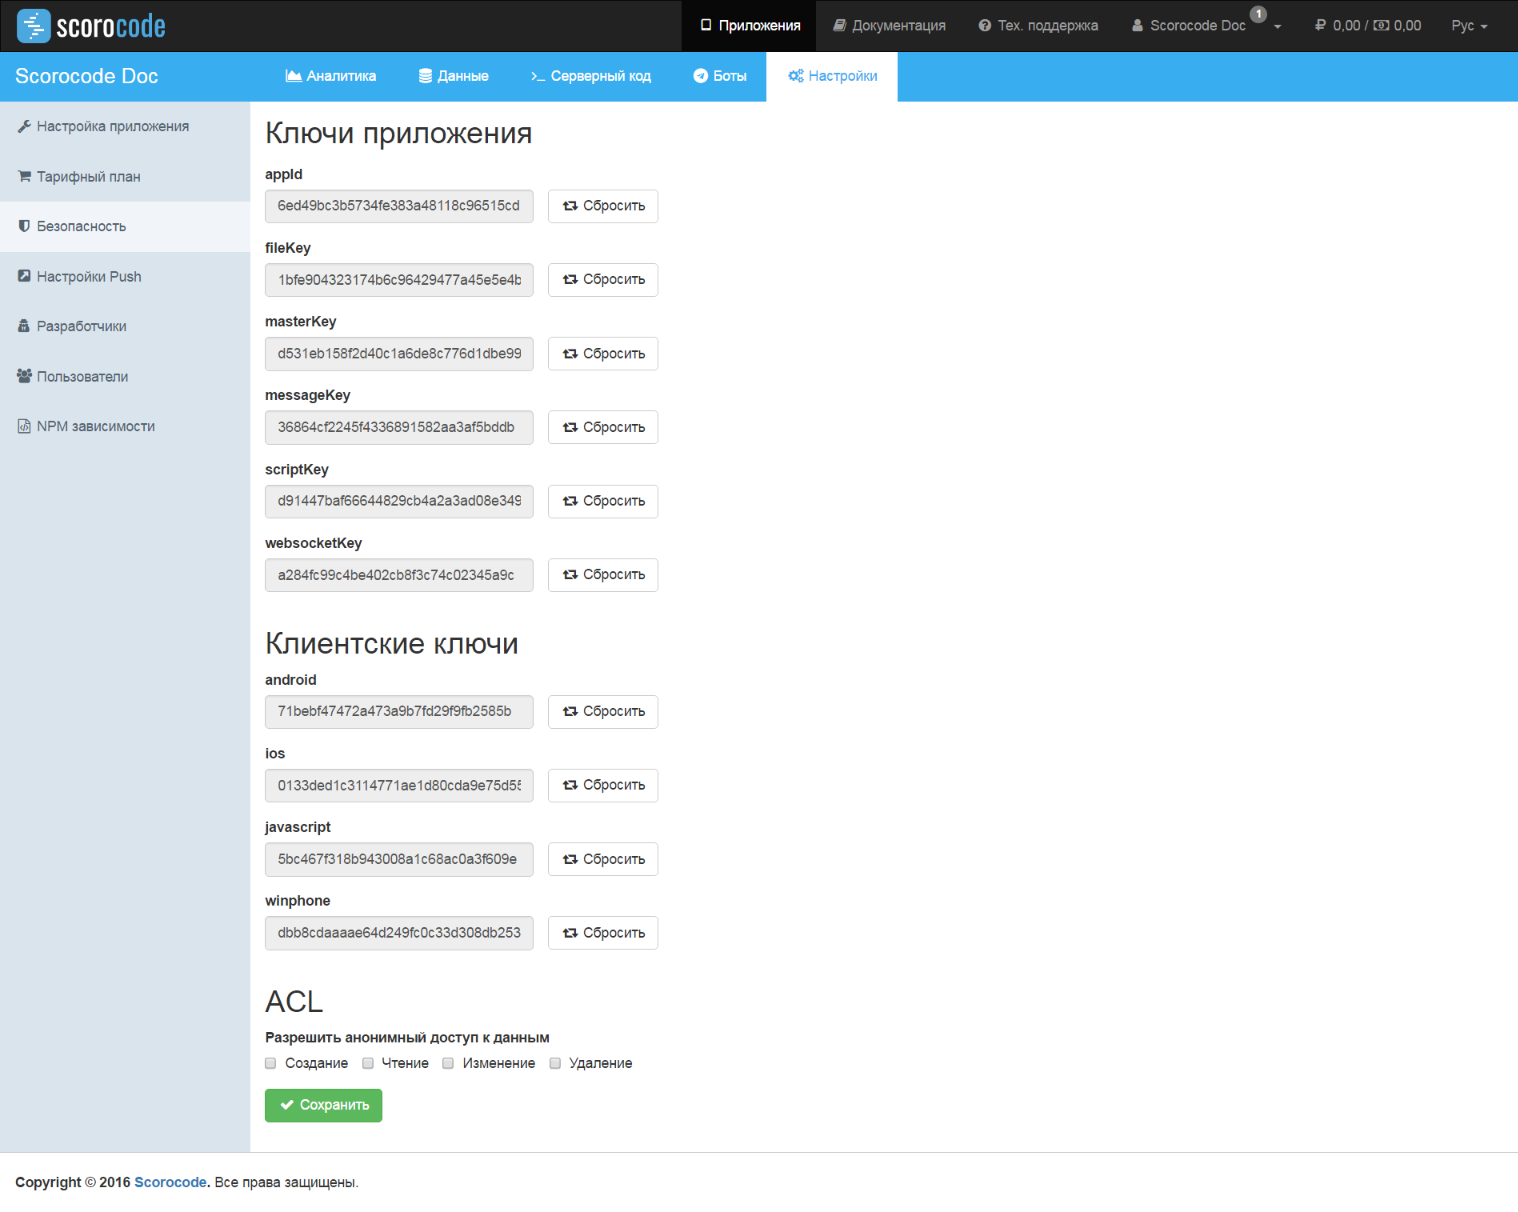 scorocode Приложения Документация Тех. поддержка Scorocode Doc 1 ₽ 0,00 / 0,00 Рус
Scorocode Doc Аналитика Данные Серверный код Боты Настройки
Настройка приложения
Тарифный план
Безопасность
Настройки Push
Разработчики
Пользователи
NPM зависимости
Ключи приложения
appId
6ed49bc3b5734fe383a48118c96515cd Сбросить
fileKey
1bfe904323174b6c96429477a45e5e4b Сбросить
masterKey
d531eb158f2d40c1a6de8c776d1dbe99 Сбросить
messageKey
36864cf2245f4336891582aa3af5bddb Сбросить
scriptKey
d91447baf66644829cb4a2a3ad08e349 Сбросить
websocketKey
a284fc99c4be402cb8f3c74c02345a9c Сбросить
Клиентские ключи
android
71bebf47472a473a9b7fd29f9fb2585b Сбросить
ios
0133ded1c3114771ae1d80cda9e75d55 Сбросить
javascript
5bc467f318b943008a1c68ac0a3f609e Сбросить
winphone
dbb8cdaaaae64d249fc0c33d308db253 Сбросить
ACL
Разрешить анонимный доступ к данным
Создание Чтение Изменение Удаление
Сохранить
Copyright © 2016 Scorocode. Все права защищены.